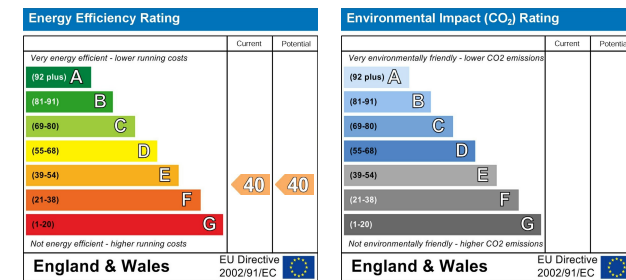 Energy Efficiency Rating
Current Potential
Very energy efficient - lower running costs
(92 plus) A
(81-91) B
(69-80) C
(55-68) D
(39-54) E
(21-38) F
(1-20) G
40 40
Not energy efficient - higher running costs
England & Wales
EU Directive
2002/91/EC
Environmental Impact (CO2) Rating
Current Potential
Very environmentally friendly - lower CO2 emissions
(92 plus) A
(81-91) B
(69-80) C
(55-68) D
(39-54) E
(21-38) F
(1-20) G
Not environmentally friendly - higher CO2 emissions
England & Wales
EU Directive
2002/91/EC